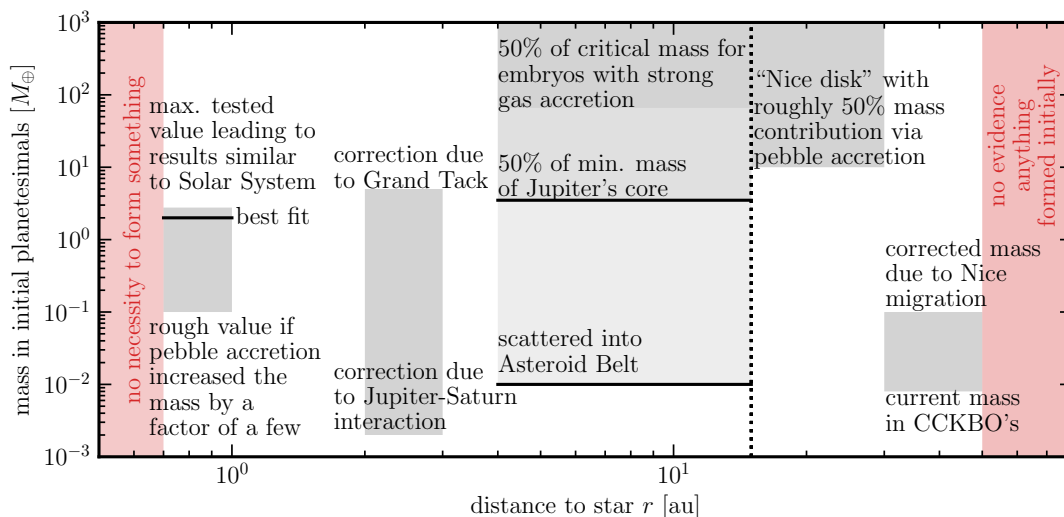 mass in initial planetesimals [M⊕]
10³
10²
10¹
10⁰
10⁻¹
10⁻²
10⁻³
no necessity to form something
max. tested
value leading to
results similar
to Solar System
best fit
rough value if
pebble accretion
increased the
mass by a
factor of a few
correction due
to Grand Tack
correction due
to Jupiter-Saturn
interaction
50% of critical mass for
embryos with strong
gas accretion
50% of min. mass
of Jupiter's core
scattered into
Asteroid Belt
“Nice disk” with
roughly 50% mass
contribution via
pebble accretion
corrected mass
due to Nice
migration
current mass
in CCKBO's
no evidence
anything
formed initially
10⁰
10¹
distance to star r [au]